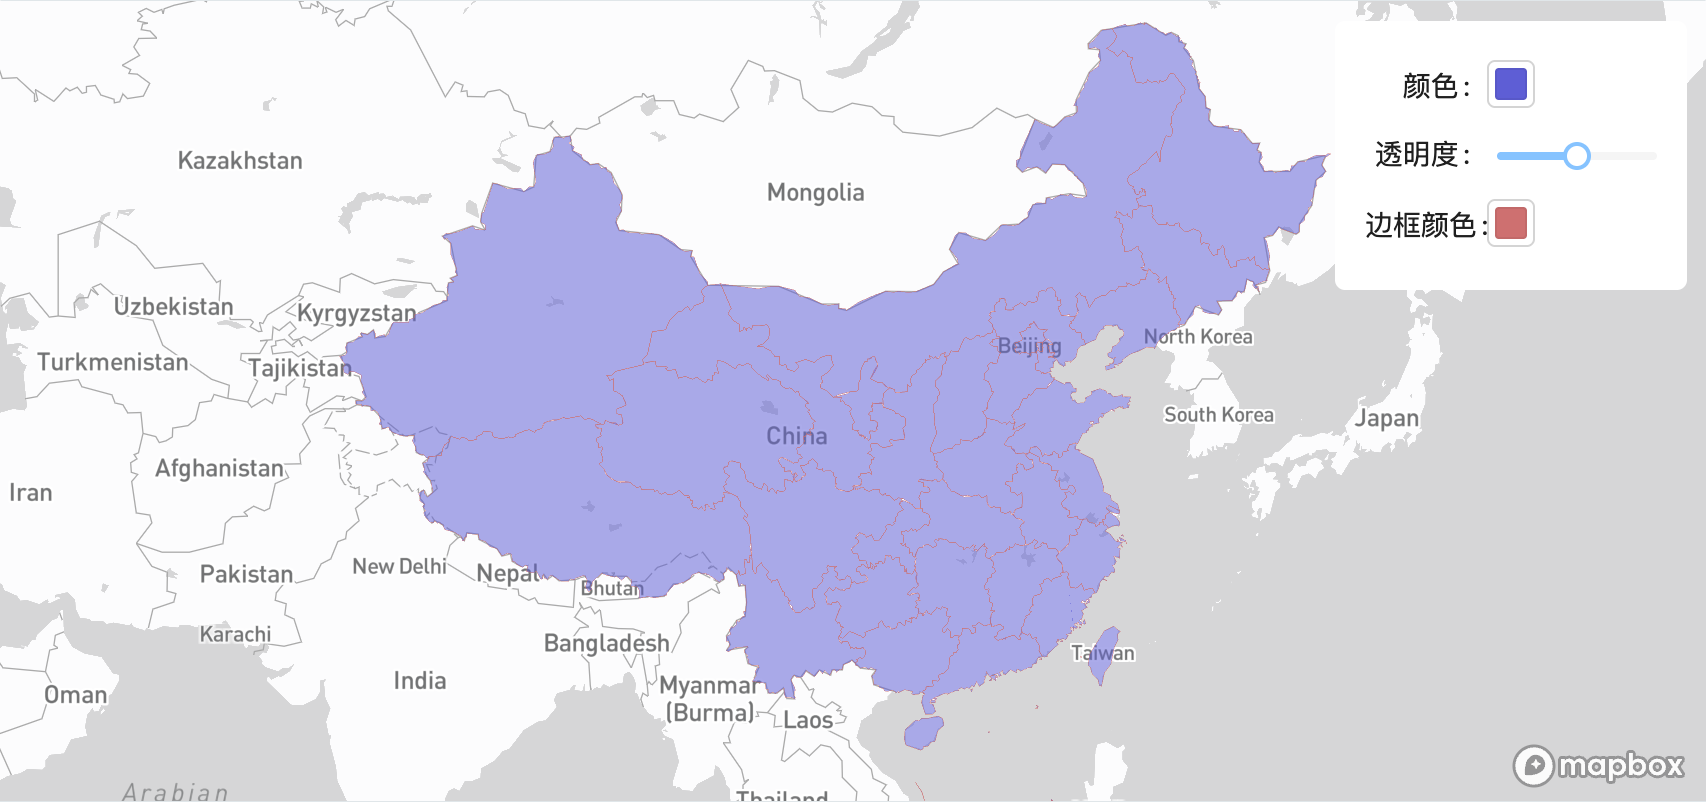 颜色：
透明度：
边框颜色：
Kazakhstan
Mongolia
Uzbekistan
Kyrgyzstan
North Korea
Beijing
Turkmenistan
Tajikistan
South Korea
Japan
China
Afghanistan
Iran
New Delhi
Nepal
Pakistan
Bhutan
Karachi
Bangladesh
Taiwan
India
Myanmar
(Burma)
Oman
Laos
mapbox
Arabian
Thailand